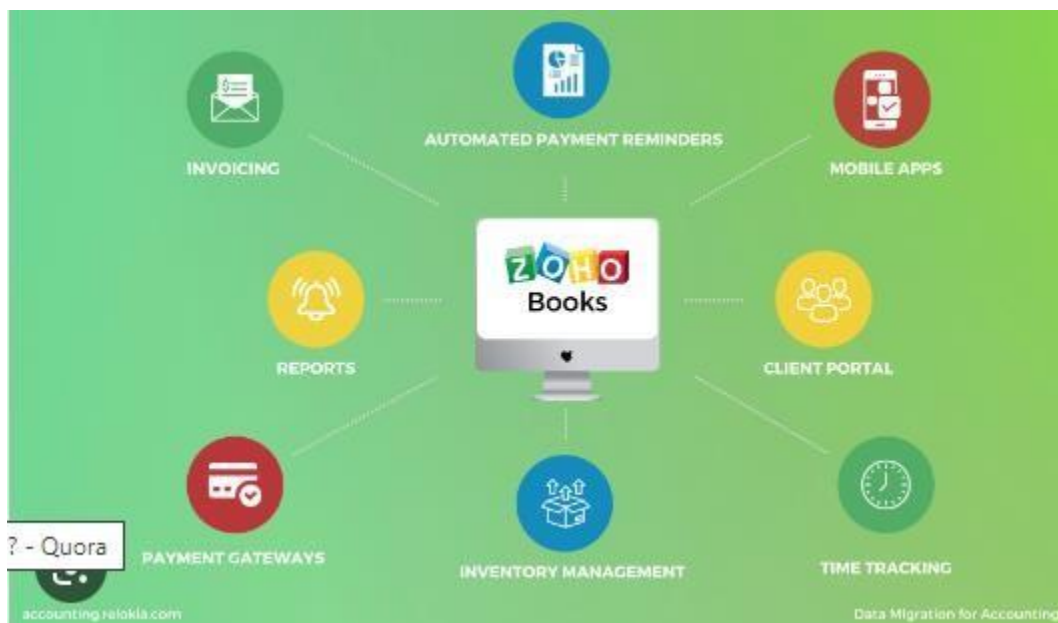 AUTOMATED PAYMENT REMINDERS
INVOICING
MOBILE APPS
ZOHO
Books
REPORTS
CLIENT PORTAL
? - Quora
PAYMENT GATEWAYS
INVENTORY MANAGEMENT
TIME TRACKING
accounting.relokia.com
Data Migration for Accounting